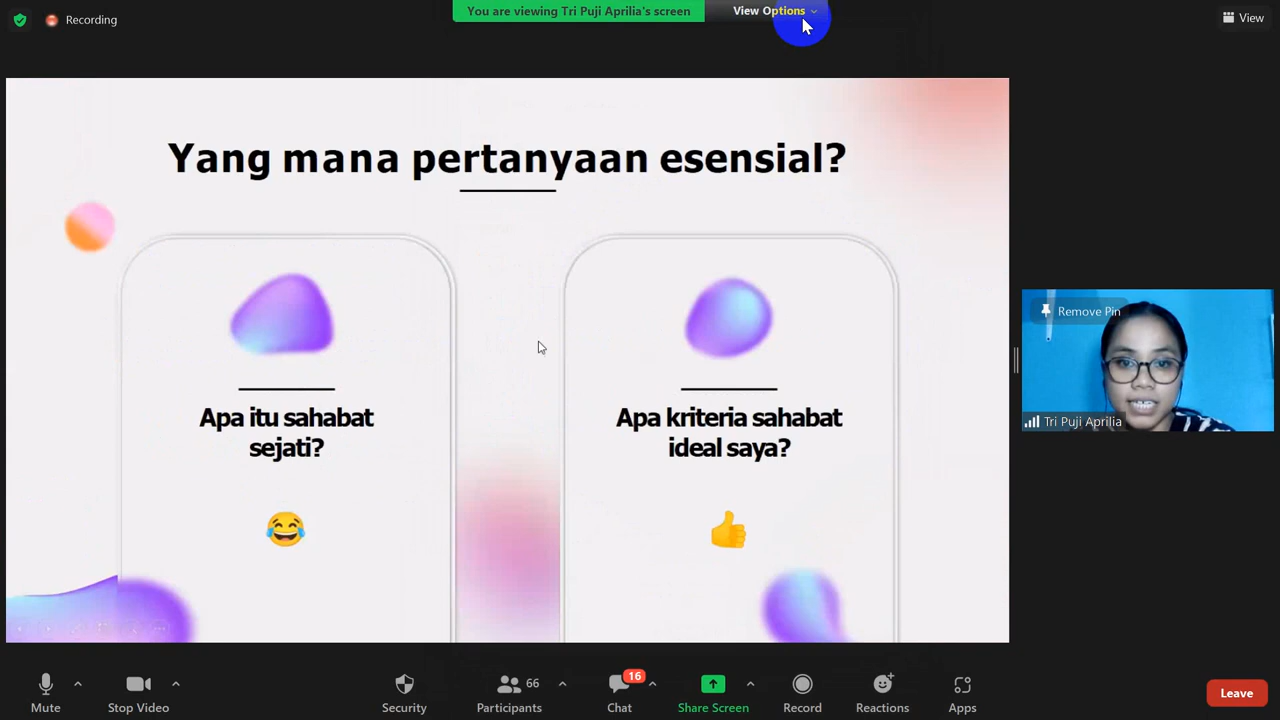 Recording
You are viewing Tri Puji Aprilia's screen
View Options
View
Yang mana pertanyaan esensial?
Apa itu sahabat
sejati?
Apa kriteria sahabat
ideal saya?
Remove Pin
Tri Puji Aprilia
Mute
Stop Video
Security
66
Participants
16
Chat
Share Screen
Record
Reactions
Apps
Leave